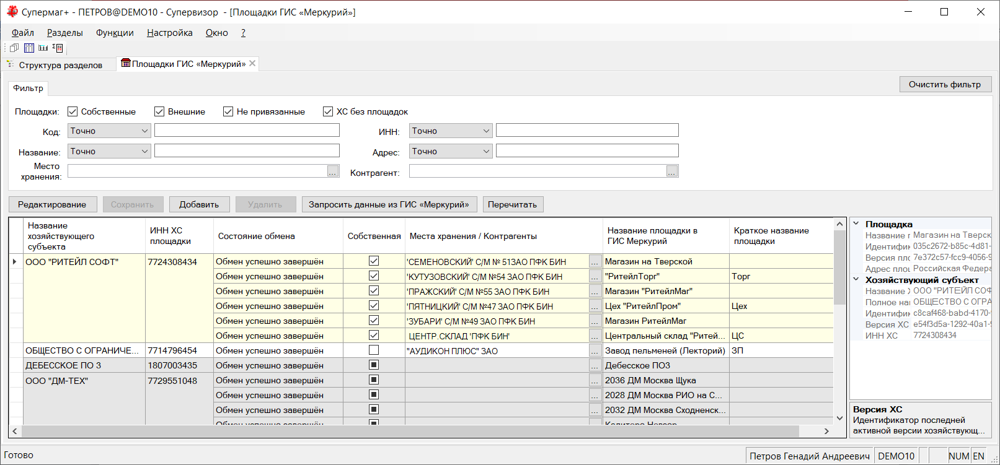 Супермаг+ - ПЕТРОВ@DEMO10 - Супервизор - [Площадки ГИС «Меркурий»]
Файл Разделы Функции Настройка Окно ?
Структура разделов Площадки ГИС «Меркурий»
Фильтр Очистить фильтр
Площадки: Собственные Внешние Не привязанные ХС без площадок
Код: Точно ИНН: Точно
Название: Точно Адрес: Точно
Место хранения: ... Контрагент: ...
Редактирование Сохранить Добавить Удалить Запросить данные из ГИС «Меркурий» Перечитать
Название хозяйствующего субъекта ИНН ХС площадки Состояние обмена Собственная Места хранения / Контрагенты Название площадки в ГИС Меркурий Краткое название площадки
ООО "РИТЕЙЛ СОФТ" 7724308434 Обмен успешно завершён 'СЕМЕНОВСКИЙ' С/М № 513АО ПФК БИН ... Магазин на Тверской
Обмен успешно завершён 'КУТУЗОВСКИЙ' С/М №54 ЗАО ПФК БИН ... "РитейлТорг" Торг
Обмен успешно завершён 'ПРАЖСКИЙ' С/М №55 ЗАО ПФК БИН ... Магазин "РитейлМаг"
Обмен успешно завершён 'ПЯТНИЦКИЙ' С/М №47 ЗАО ПФК БИН ... Цех "РитейлПром" Цех
Обмен успешно завершён 'ЗУБАРИ' С/М №49 ЗАО ПФК БИН ... Магазин РитейлМаг
Обмен успешно завершён ЦЕНТР.СКЛАД 'ПФК БИН' ... Центральный склад "Ритей... ЦС
ОБЩЕСТВО С ОГРАНИЧЕ... 7714796454 Обмен успешно завершён "АУДИКОН ПЛЮС" ЗАО ... Завод пельменей (Лекторий) ЗП
ДЕБЕССКОЕ ПО 3 1807003435 Обмен успешно завершён ... Дебесское ПО3
ООО "ДМ-ТЕХ" 7729551048 Обмен успешно завершён ... 2036 ДМ Москва Щука
Обмен успешно завершён ... 2028 ДМ Москва РИО на С...
Обмен успешно завершён ... 2032 ДМ Москва Сходненск...
Обмен успешно завершён
Площадка
Название п Магазин на Тверск
Идентифик 035c2672-b85c-4d81-
Версия пло 7e372c57-fcc9-4056-9
Адрес площ Российская Федера
Хозяйствующий субъект
Название Х ООО "РИТЕЙЛ СОФ
Полное наи ОБЩЕСТВО С ОГРА
Идентифик c8caf468-babd-4170-9
Версия ХС e54f3d5a-1292-40a1-9
ИНН ХС 7724308434
Версия ХС
Идентификатор последней
активной версии хозяйствующ...
Готово Петров Генадий Андреевич DEMO10 NUM EN